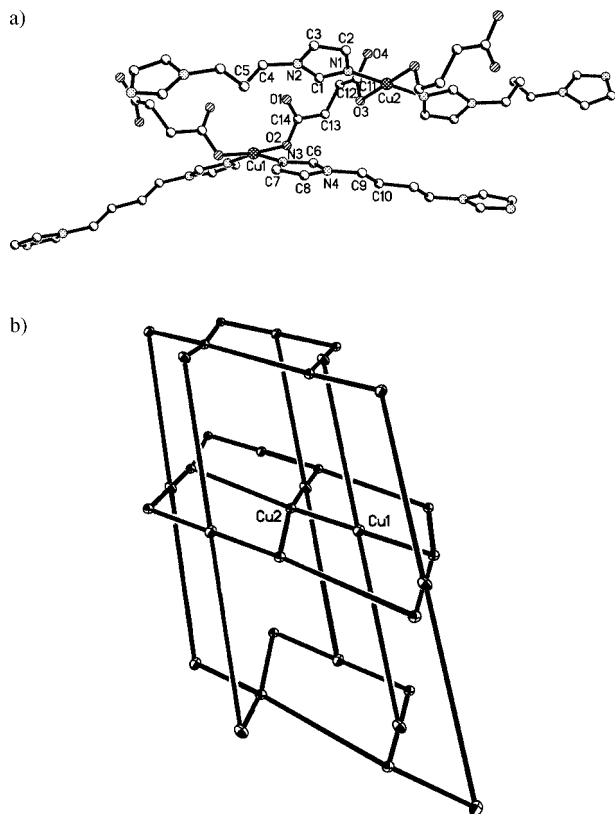 a)
C3 C2 O4
C5 N1
C4 N2 C11
C1 C12 Cu2
O1 O3
C14 C13
O2
N3 C6
Cu1
C7 N4 C9
C8 C10
b)
Cu2 Cu1